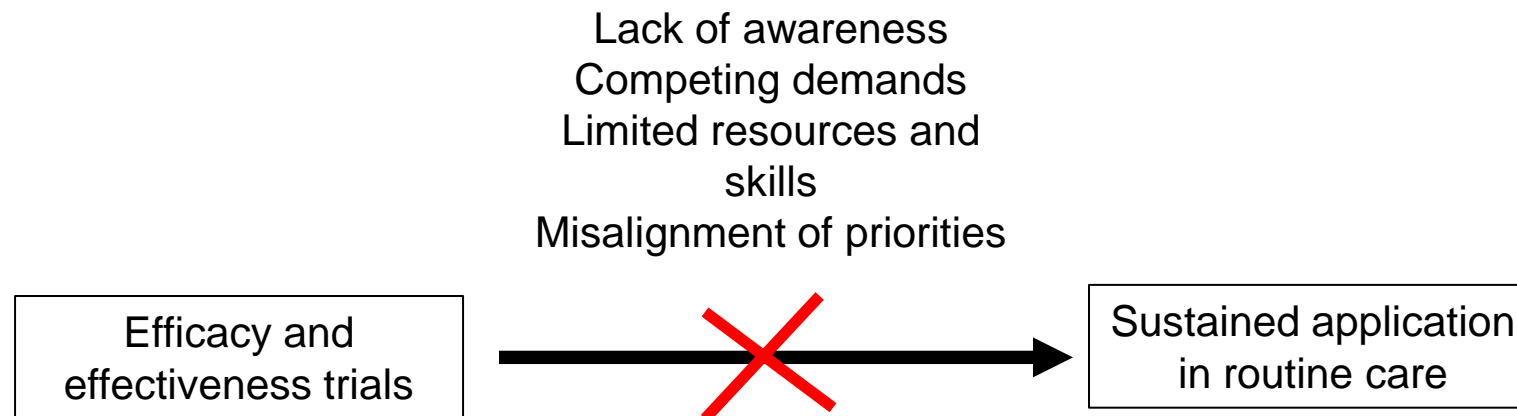 Lack of awareness
Competing demands
Limited resources and
skills
Misalignment of priorities
Efficacy and
effectiveness trials
Sustained application
in routine care